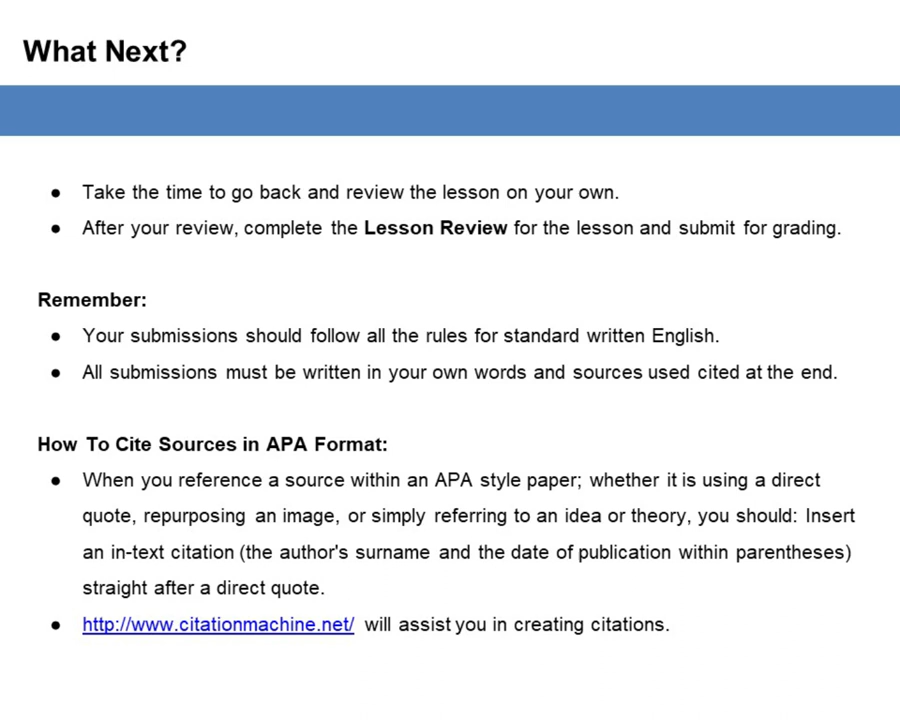 What Next?
● Take the time to go back and review the lesson on your own.
● After your review, complete the Lesson Review for the lesson and submit for grading.
Remember:
● Your submissions should follow all the rules for standard written English.
● All submissions must be written in your own words and sources used cited at the end.
How To Cite Sources in APA Format:
● When you reference a source within an APA style paper; whether it is using a direct
quote, repurposing an image, or simply referring to an idea or theory, you should: Insert
an in-text citation (the author's surname and the date of publication within parentheses)
straight after a direct quote.
● http://www.citationmachine.net/ will assist you in creating citations.